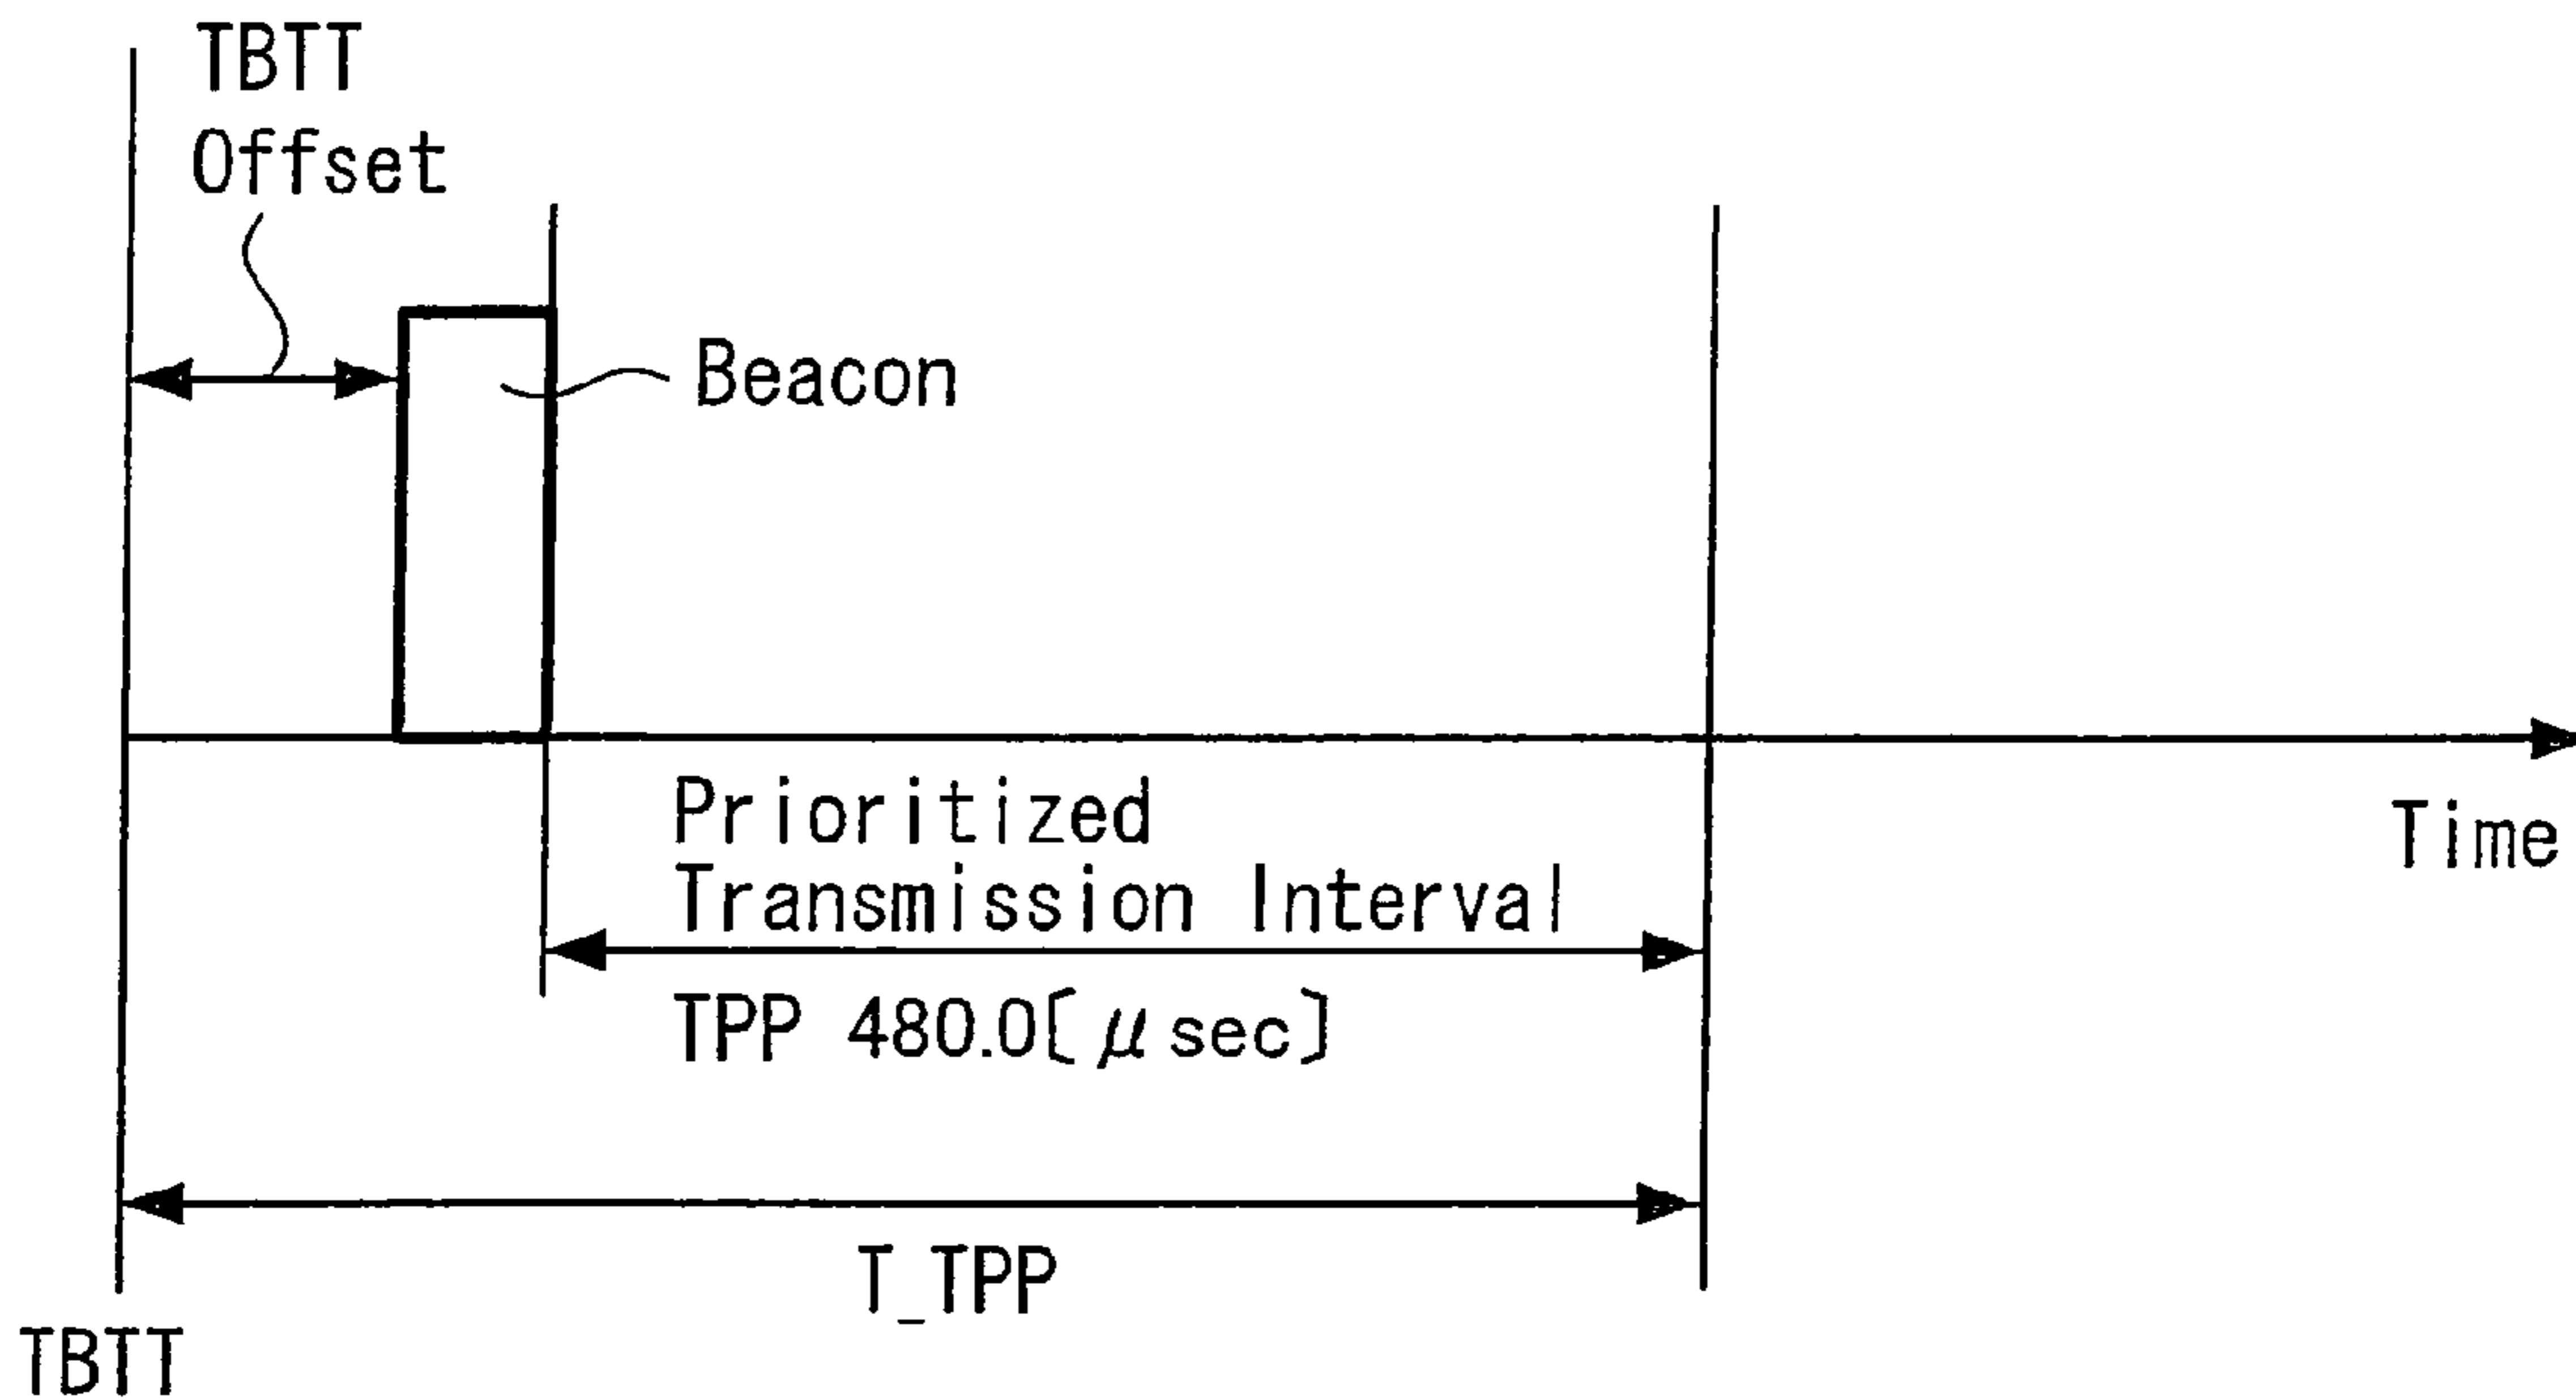 TBTT
Offset
Beacon
Prioritized
Transmission Interval
Time
TPP 480.0〔μsec〕
T_TPP
TBTT